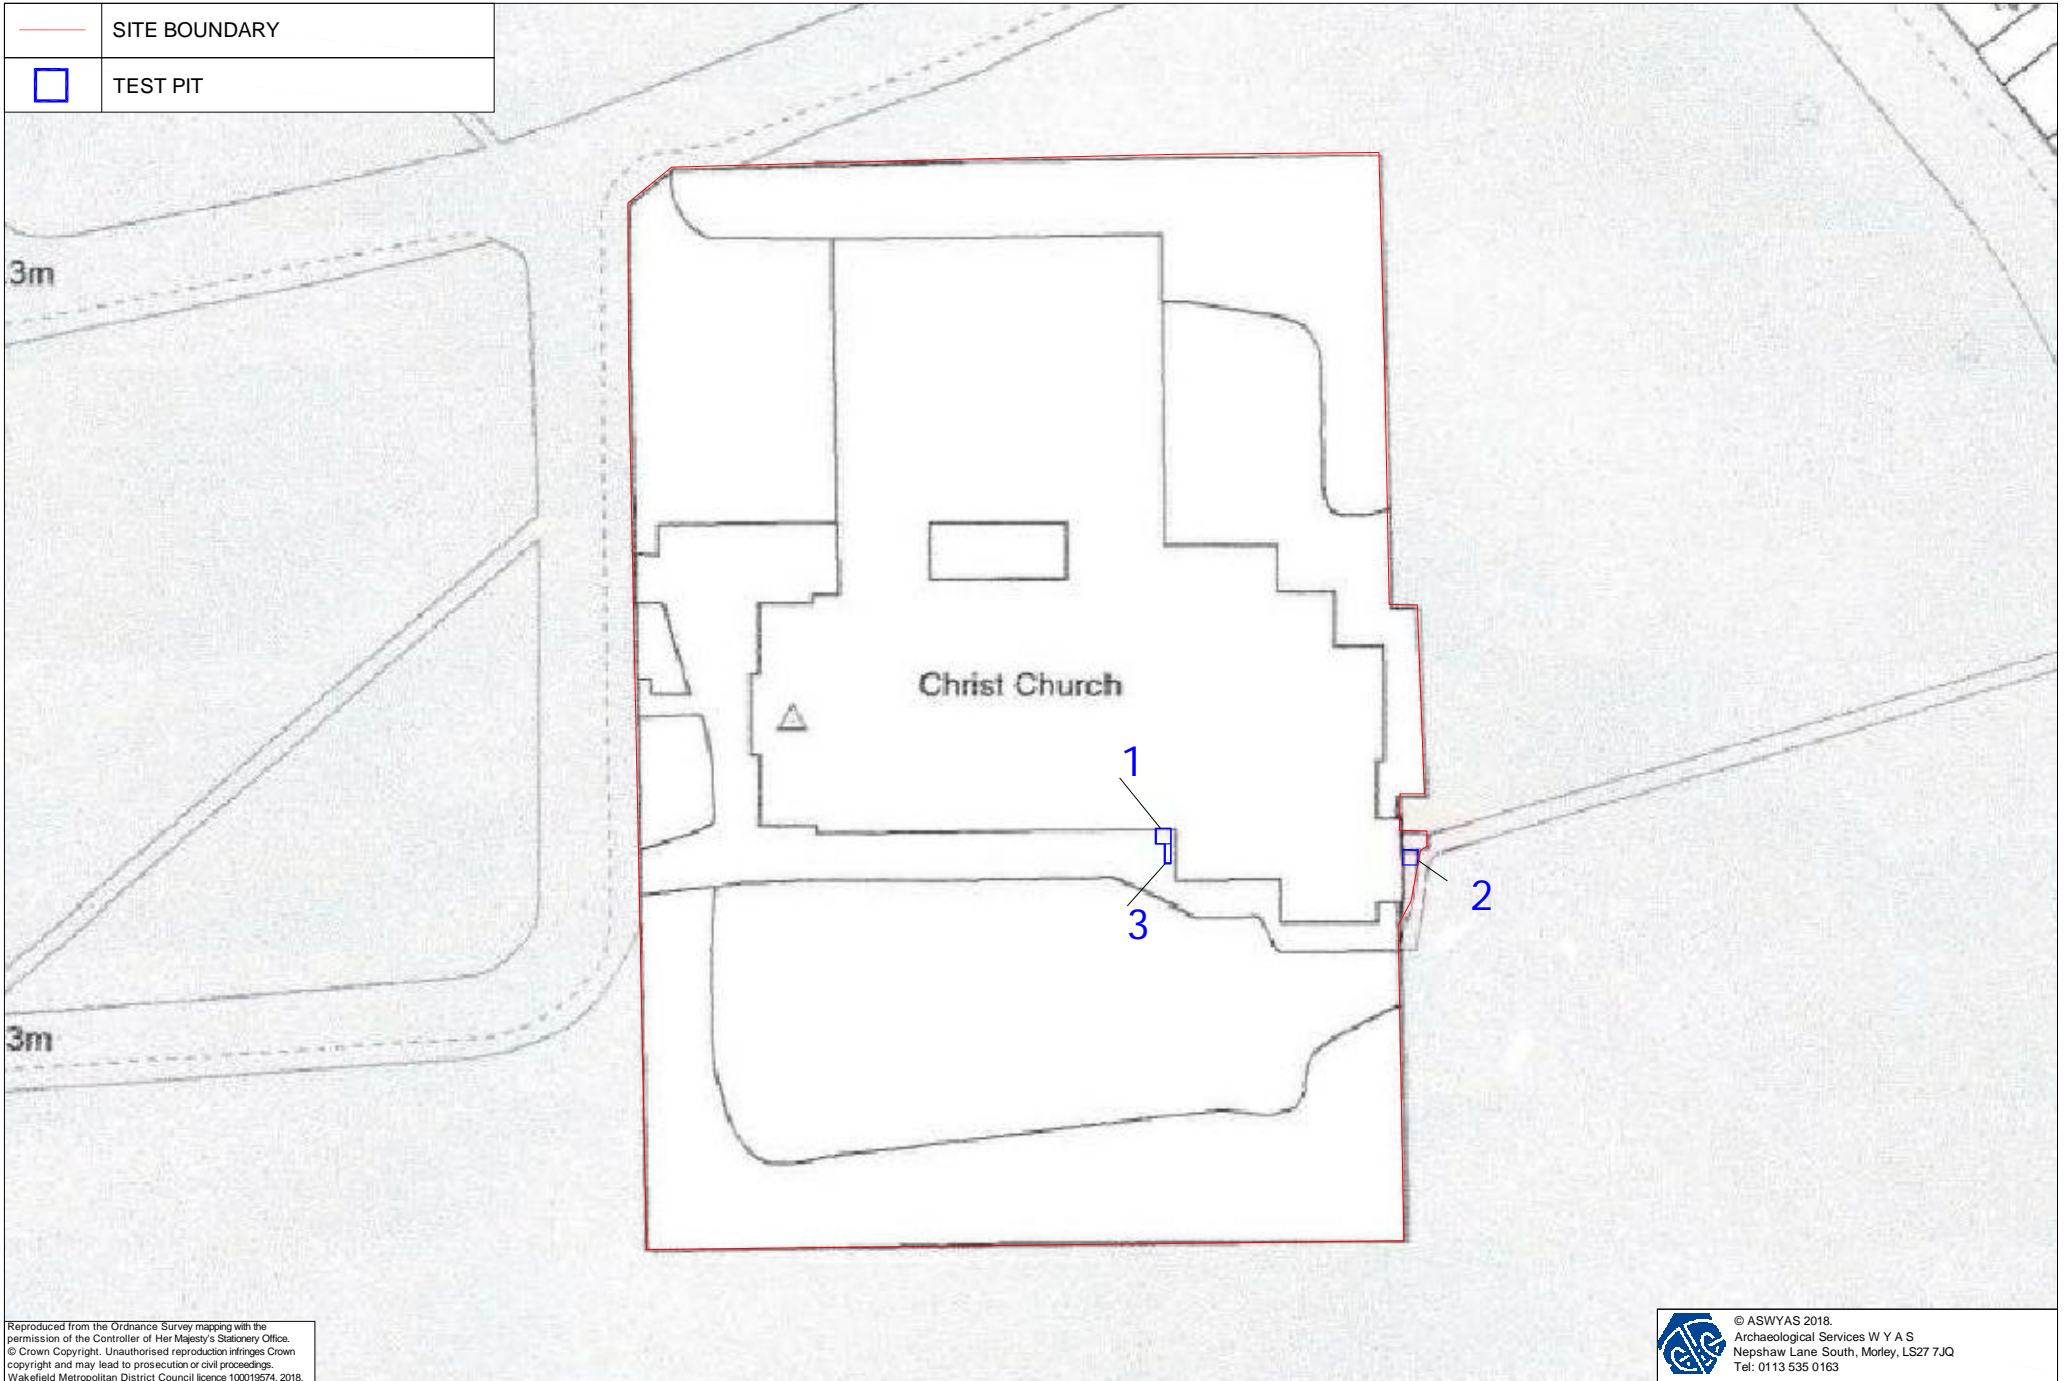 SITE BOUNDARY
TEST PIT
3m
Christ Church
1
2
3
3m
Reproduced from the Ordnance Survey mapping with the
permission of the Controller of Her Majesty's Stationery Office.
© Crown Copyright. Unauthorised reproduction infringes Crown
copyright and may lead to prosecution or civil proceedings.
Wakefield Metropolitan District Council licence 100019574, 2018.
© ASWYAS 2018.
Archaeological Services W Y A S
Nepshaw Lane South, Morley, LS27 7JQ
Tel: 0113 535 0163